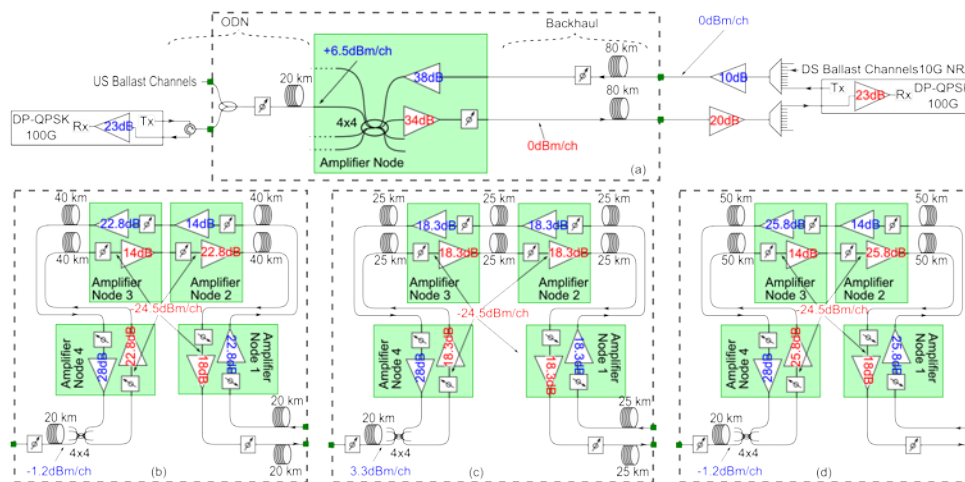 ODN
Backhaul
0dBm/ch
+6.5dBm/ch
80 km
38dB
10dB
DS Ballast Channels10G NRZ
US Ballast Channels
20 km
Tx
23dB
Rx
DP-QPSK
100G
DP-QPSK
100G
Rx
23dB
Tx
4x4
34dB
80 km
20dB
Amplifier Node
0dBm/ch
(a)
40 km
40 km
22.8dB
14dB
40 km
40 km
14dB
22.8dB
Amplifier
Node 3
Amplifier
Node 2
-24.5dBm/ch
Amplifier
Node 4
28dB
22.8dB
18dB
22.8dB
Amplifier
Node 1
20 km
20 km
4x4
20 km
-1.2dBm/ch
(b)
25 km
25 km
25 km
18.3dB
18.3dB
25 km
25 km
25 km
18.3dB
18.3dB
Amplifier
Node 3
Amplifier
Node 2
-24.5dBm/ch
Amplifier
Node 4
28dB
18.3dB
18.3dB
18.3dB
Amplifier
Node 1
20 km
25 km
4x4
25 km
3.3dBm/ch
(c)
50 km
50 km
25.8dB
14dB
50 km
50 km
14dB
25.8dB
Amplifier
Node 3
Amplifier
Node 2
-24.5dBm/ch
Amplifier
Node 4
28dB
25.8dB
18dB
25.8dB
Amplifier
Node 1
20 km
4x4
-1.2dBm/ch
(d)